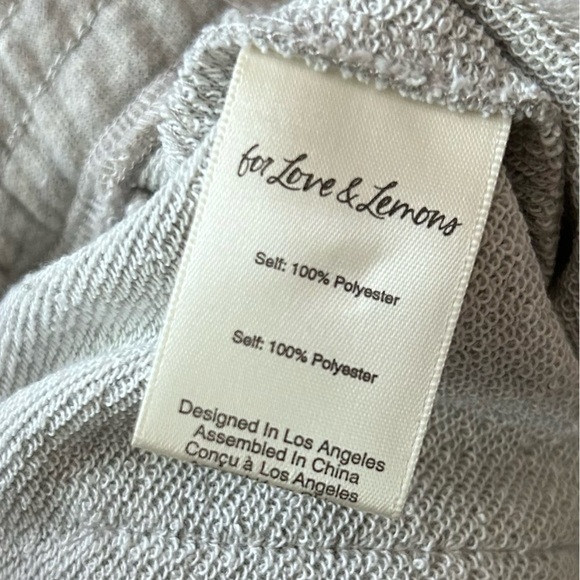 for Love & Lemons
Self: 100% Polyester
Self: 100% Polyester
Designed In Los Angeles
Assembled In China
Conçu à Los Angeles